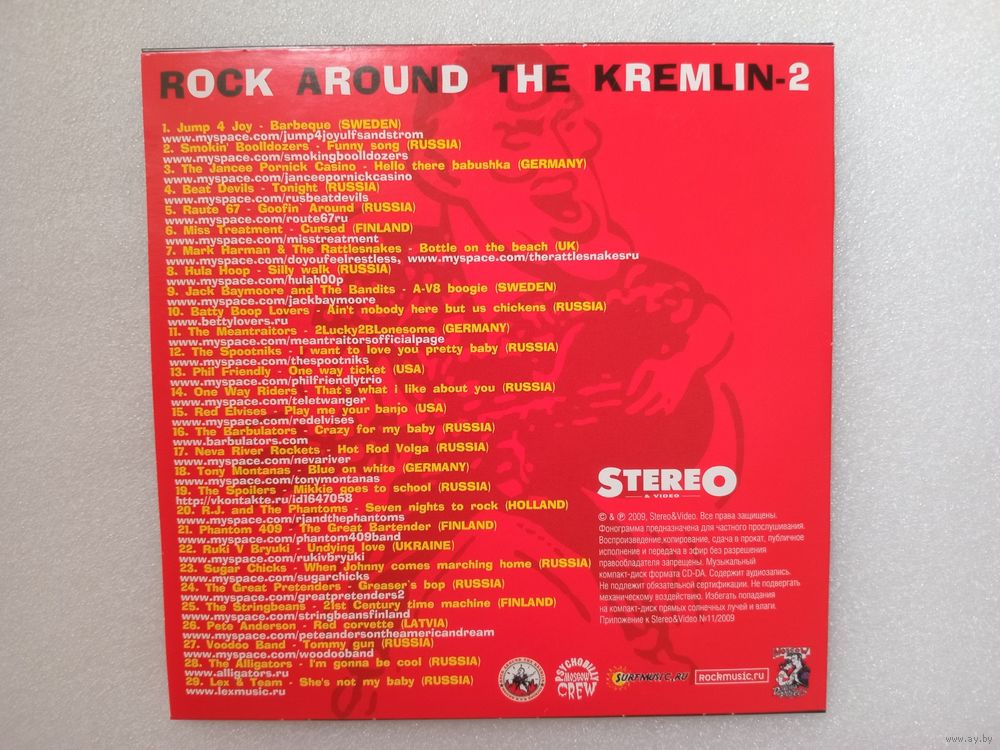 ROCK AROUND THE KREMLIN-2
1. Jump 4 Joy - Barbeque (SWEDEN)
www.myspace.com/jump4joyulfsandstrom
2. Smokin' Boolldozers - Funny song (RUSSIA)
www.myspace.com/smokingboolldozers
3. The Jancee Pornick Casino - Hello there babushka (GERMANY)
www.myspace.com/janceepornickcasino
4. Beat Devils - Tonight (RUSSIA)
www.myspace.com/rusbeatdevils
5. Raute 67 - Goofin' Around (RUSSIA)
www.myspace.com/route67ru
6. Miss Treatment - Cursed (FINLAND)
www.myspace.com/misstreatment
7. Mark Harman & The Rattlesnakes - Bottle on the beach (UK)
www.myspace.com/doyoufeelrestless, www.myspace.com/therattlesnakesru
8. Hula Hoop - Silly walk (RUSSIA)
www.myspace.com/hulah00p
9. Jack Baymoore and The Bandits - A-V8 boogie (SWEDEN)
www.myspace.com/jackbaymoore
10. Batty Boop Lovers - Ain't nobody here but us chickens (RUSSIA)
www.bettylovers.ru
11. The Meantraitors - 2Lucky2BLonesome (GERMANY)
www.myspace.com/meantraitorsofficialpage
12. The Spootniks - I want to love you pretty baby (RUSSIA)
www.myspace.com/thespootniks
13. Phil Friendly - One way ticket (USA)
www.myspace.com/philfriendlytrio
14. One Way Riders - That's what i like about you (RUSSIA)
www.myspace.com/teletwanger
15. Red Elvises - Play me your banjo (USA)
www.myspace.com/redelvises
16. The Barbulators - Crazy for my baby (RUSSIA)
www.barbulators.com
17. Neva River Rockets - Hot Rod Volga (RUSSIA)
www.myspace.com/nevariver
18. Tony Montanas - Blue on white (GERMANY)
www.myspace.com/tonymontanas
19. The Spoilers - Mikkie goes to school (RUSSIA)
http://vkontakte.ru/id1647058
20. R.J. and The Phantoms - Seven nights to rock (HOLLAND)
www.myspace.com/rjandthephantoms
21. Phantom 409 - The Great Bartender (FINLAND)
www.myspace.com/phantom409band
22. Ruki V Bryuki - Undying love (UKRAINE)
www.myspace.com/rukivbryuki
23. Sugar Chicks - When Johnny comes marching home (RUSSIA)
www.myspace.com/sugarchicks
24. The Great Pretenders - Greaser's bop (RUSSIA)
www.myspace.com/greatpretenders2
25. The Stringbeans - 21st Century time machine (FINLAND)
www.myspace.com/stringbeansfinland
26. Pete Anderson - Red corvette (LATVIA)
www.myspace.com/peteandersontheamericandream
27. Voodoo Band - Tommy gun (RUSSIA)
www.myspace.com/woodooband
28. The Alligators - I'm gonna be cool (RUSSIA)
www.alligators.ru
29. Lex & Team - She's not my baby (RUSSIA)
www.lexmusic.ru
STEREO
& VIDEO
© & ℗ 2009, Stereo&Video. Все права защищены.
Фонограмма предназначена для частного прослушивания.
Воспроизведение,копирование, сдача в прокат, публичное
исполнение и передача в эфир без разрешения
правообладателя запрещены. Музыкальный
компакт-диск формата CD-DA. Содержит аудиозапись.
Не подлежит обязательной сертификации. Не подвергать
механическому воздействию. Избегать попадания
на компакт-диск прямых солнечных лучей и влаги.
Приложение к Stereo&Video №11/2009
PSYCHOBILLY
MOSCOW
CREW
SURFMUSIC.RU
ROCKmusic.ru
MOSCOW
www.ay.by